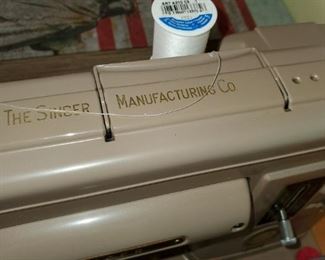 THE SINGER MANUFACTURING CO